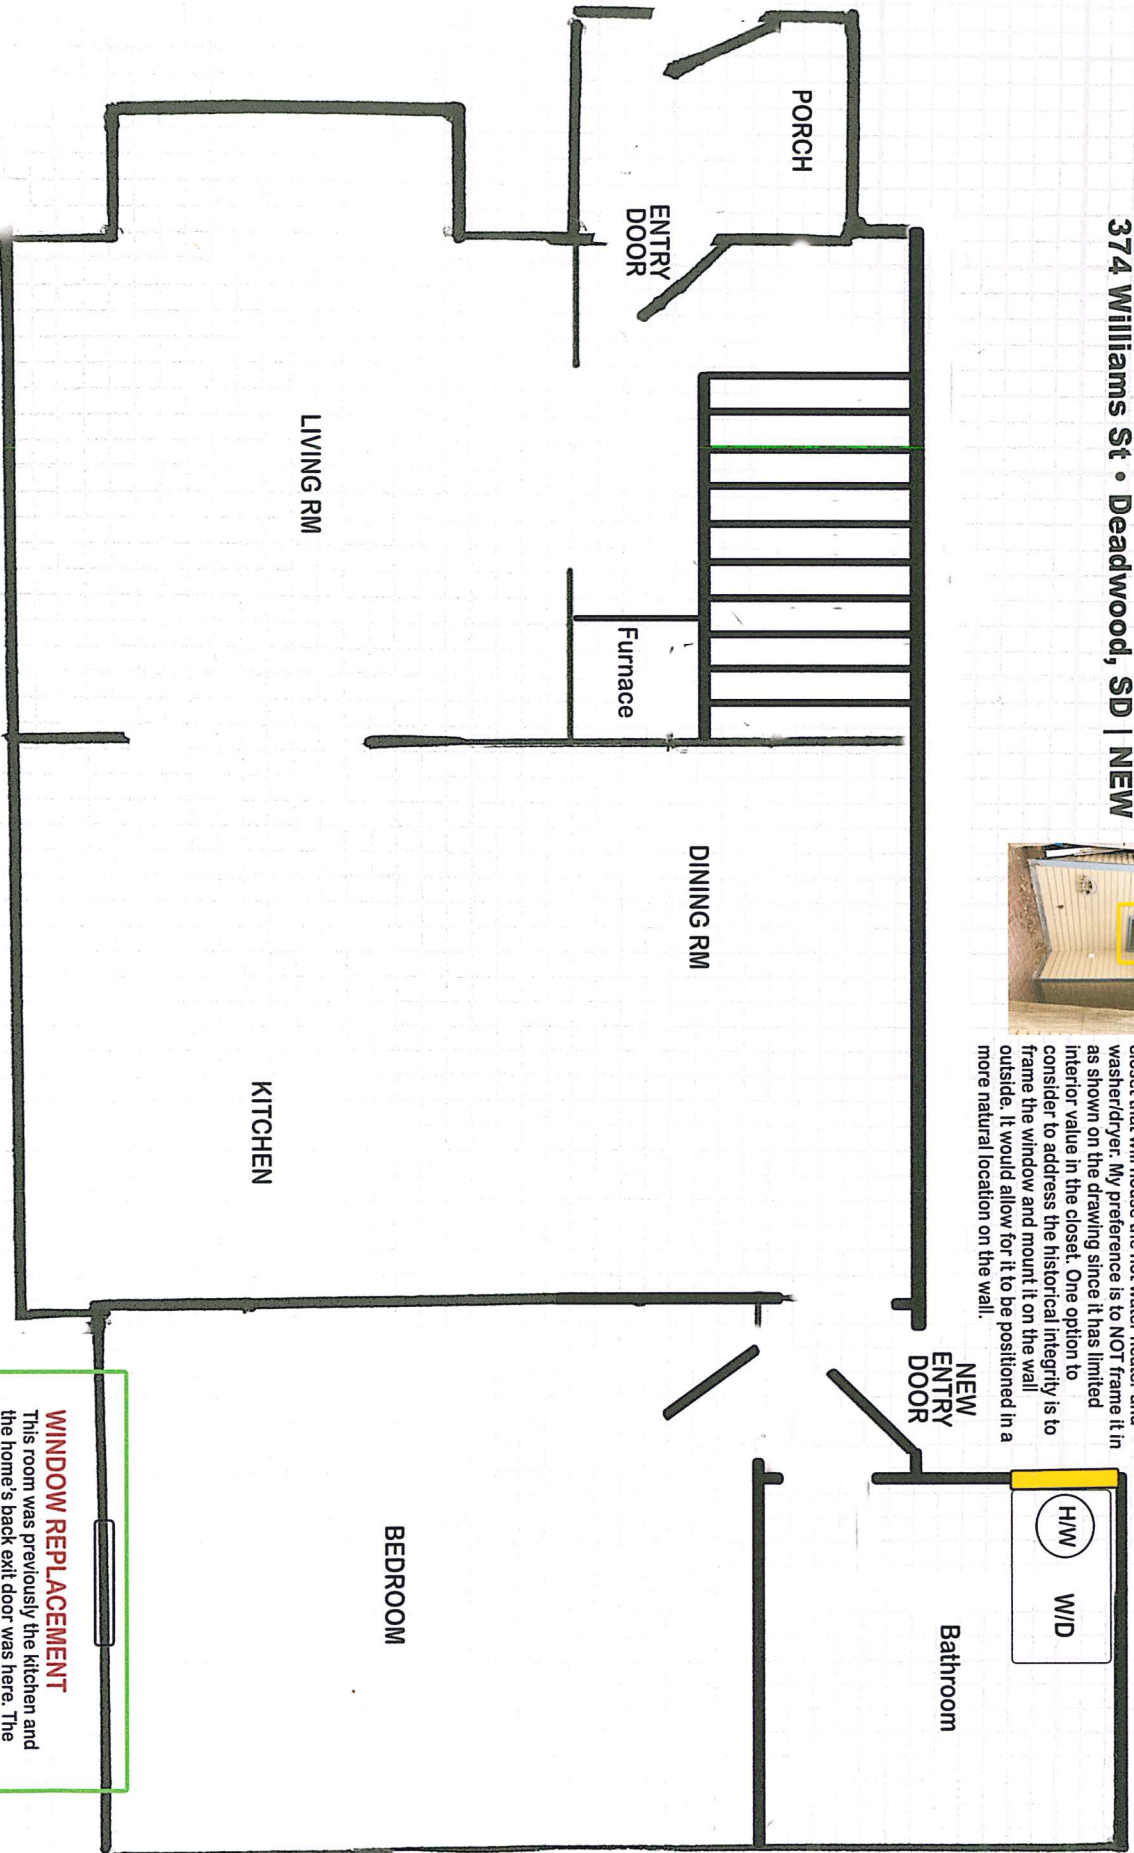 374 Williams St • Deadwood, SD | NEW
washer/dryer. My preference is to NOT frame it in
as shown on the drawing since it has limited
interior value in the closet. One option to
consider to address the historical integrity is to
frame the window and mount it on the wall
outside. It would allow for it to be positioned in a
more natural location on the wall.
PORCH
ENTRY
DOOR
LIVING RM
Furnace
DINING RM
KITCHEN
NEW
ENTRY
DOOR
H/W
W/D
Bathroom
BEDROOM
WINDOW REPLACEMENT
This room was previously the kitchen and
the home's back exit door was here. The